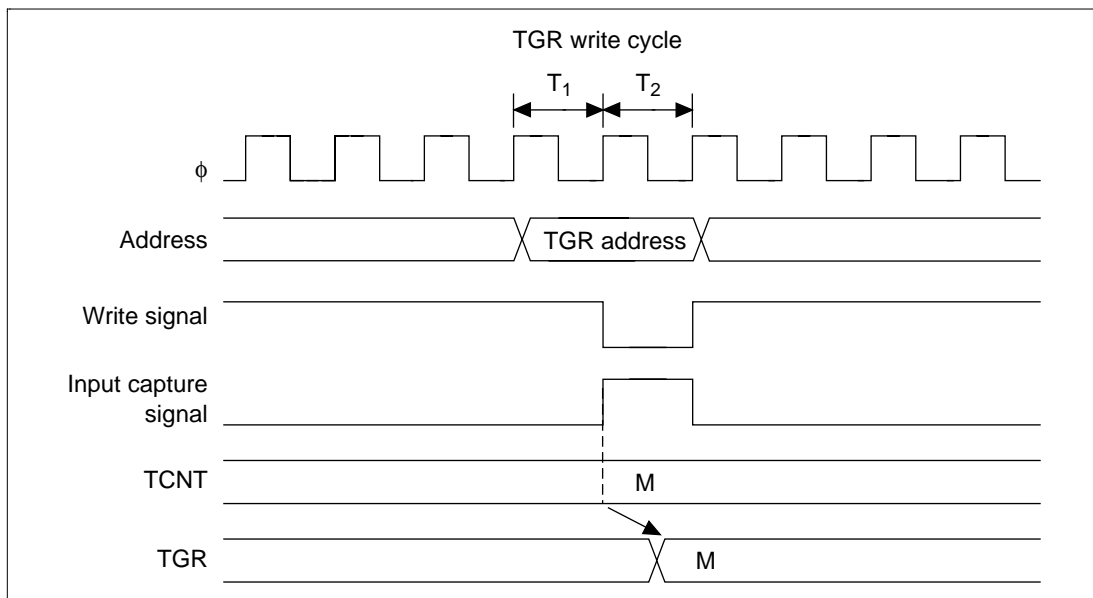 TGR write cycle
T1 T2
ϕ
Address TGR address
Write signal
Input capture
signal
TCNT M
TGR M